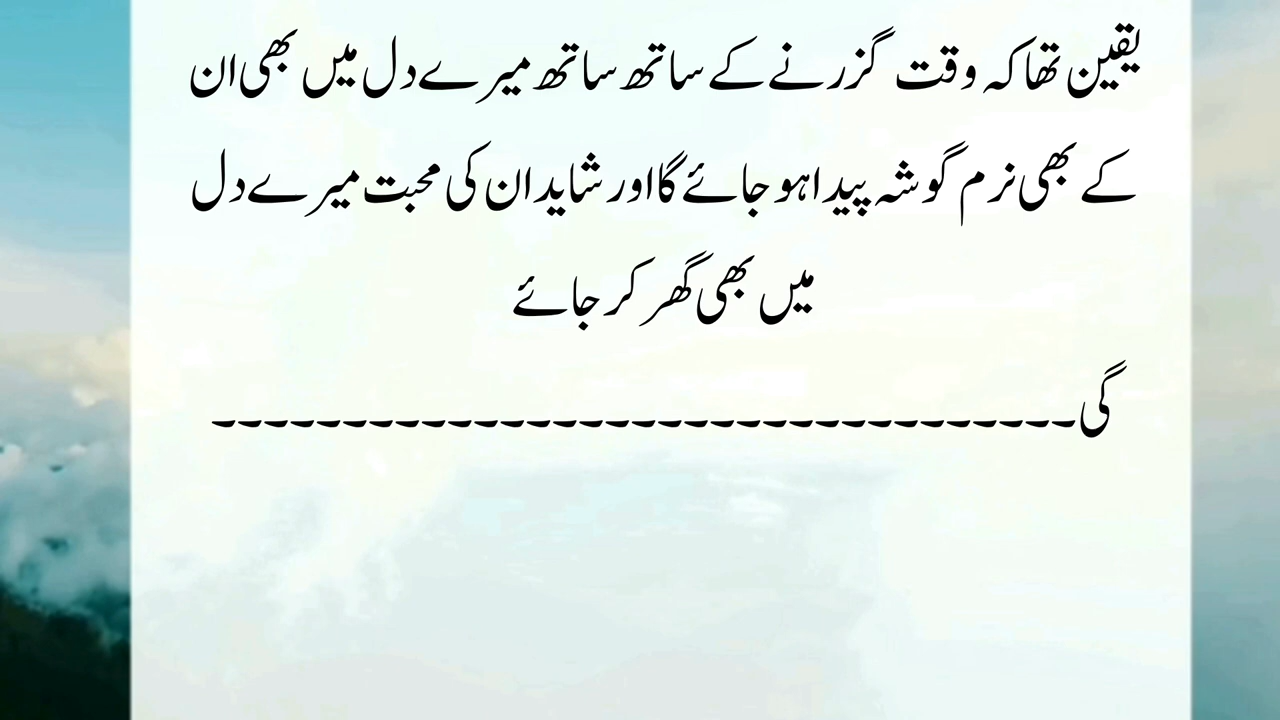 یقین تھا کہ وقت گزرنے کے ساتھ ساتھ میرے دل میں بھی ان
کے بھی نرم گوشہ پیدا ہو جائے گا اور شاید ان کی محبت میرے دل
میں بھی گھر کر جائے
گی۔۔۔۔۔۔۔۔۔۔۔۔۔۔۔۔۔۔۔۔۔۔۔۔۔۔۔۔۔۔۔۔۔